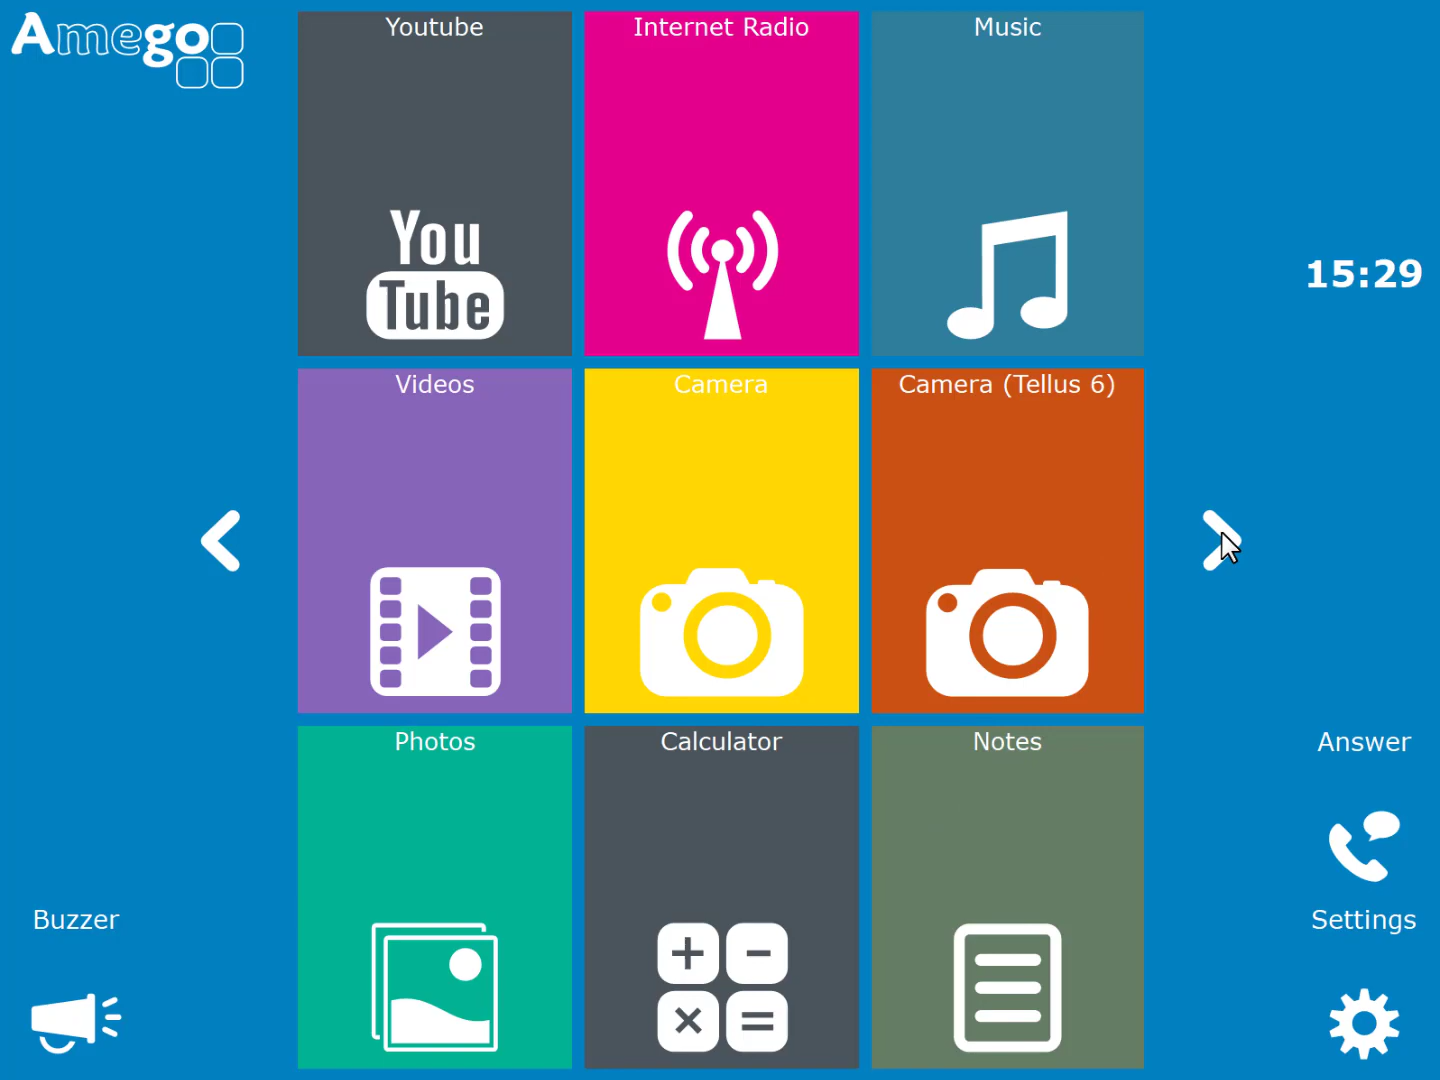 Amego
Youtube
Internet Radio
Music
You
Tube
15:29
Videos
Camera
Camera (Tellus 6)
Photos
Calculator
Notes
Answer
Buzzer
Settings